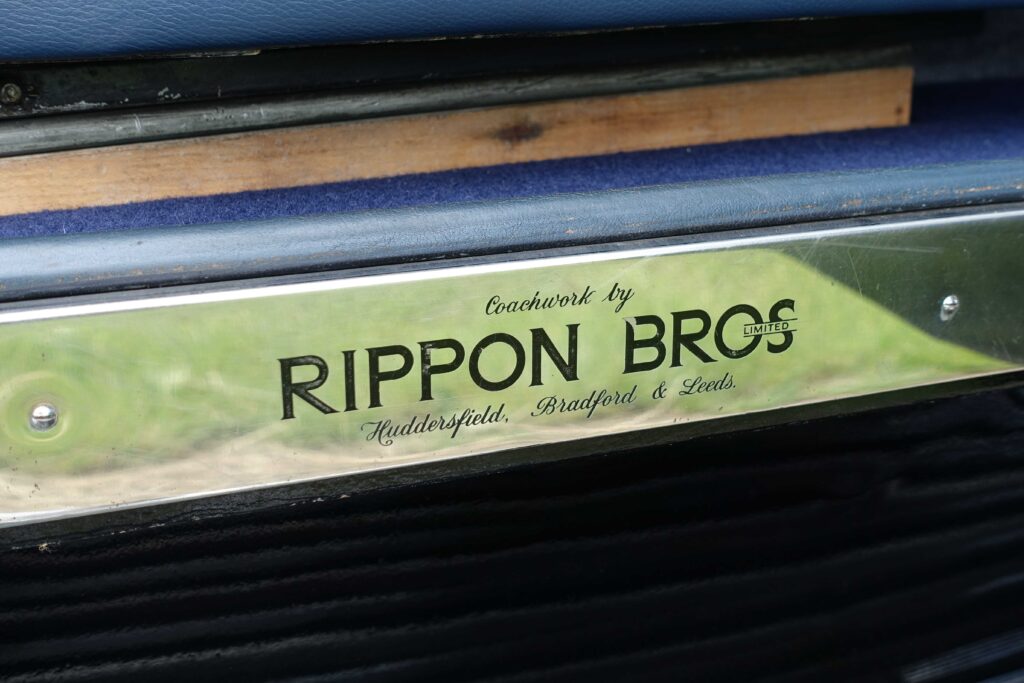 Coachwork by
RIPPON BROS LIMITED
Huddersfield, Bradford & Leeds.